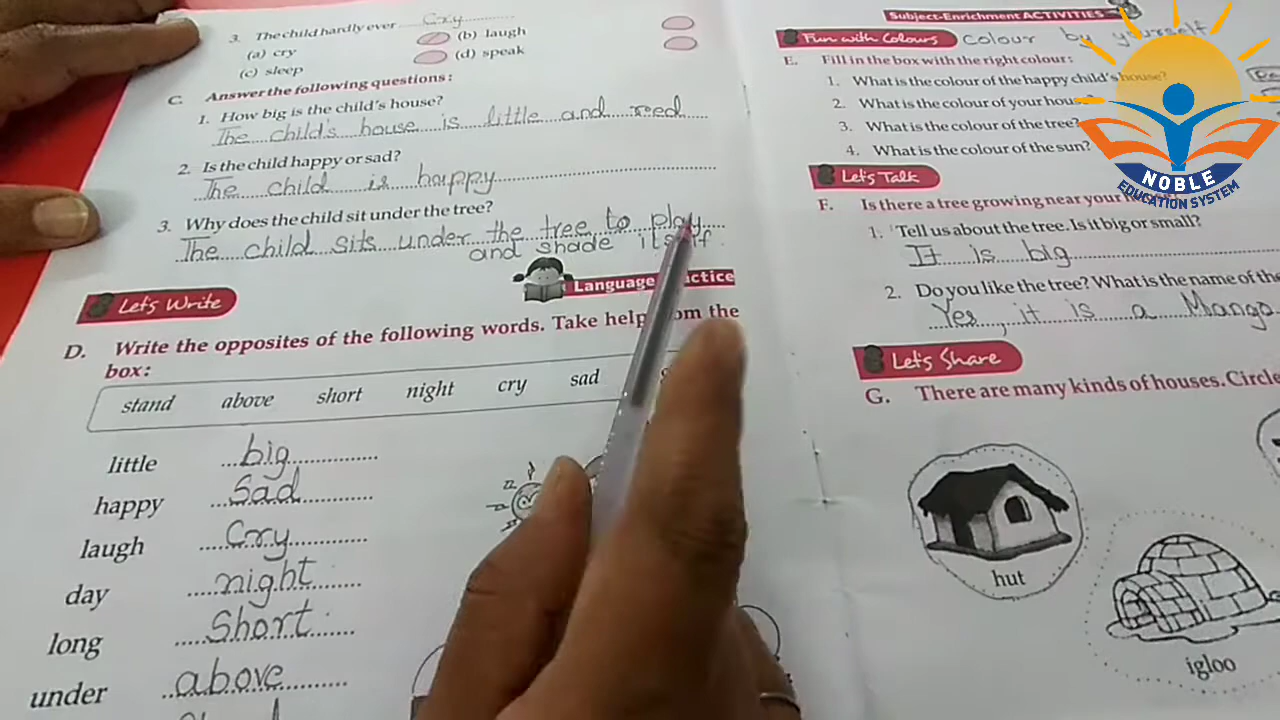 3. The child hardly ever Cry
(a) cry
(b) laugh
(c) sleep
(d) speak
C. Answer the following questions:
1. How big is the child's house?
The child's house is little and reed
2. Is the child happy or sad?
The child is happy
3. Why does the child sit under the tree?
The child sits under the tree to play
and shade itself.
Let's Write
Language
D. Write the opposites of the following words. Take help the
box:
stand above short night cry sad
little big
happy Sad
laugh Cry
day night
long Short
under above
Subject-Enrichment ACTIVITIES
Fun with Colours colour by yourself
E. Fill in the box with the right colour:
1. What is the colour of the happy child's house?
2. What is the colour of your
3. What is the colour of the tree?
4. What is the colour of the sun?
Let's Talk
F. Is there a tree growing near your
1. Tell us about the tree. Is it big or small?
It is big
2. Do you like the tree? What is the name of the
Yes, it is a Mango
Let's Share
G. There are many kinds of houses. Circle
hut
igloo
NOBLE
EDUCATION SYSTEM